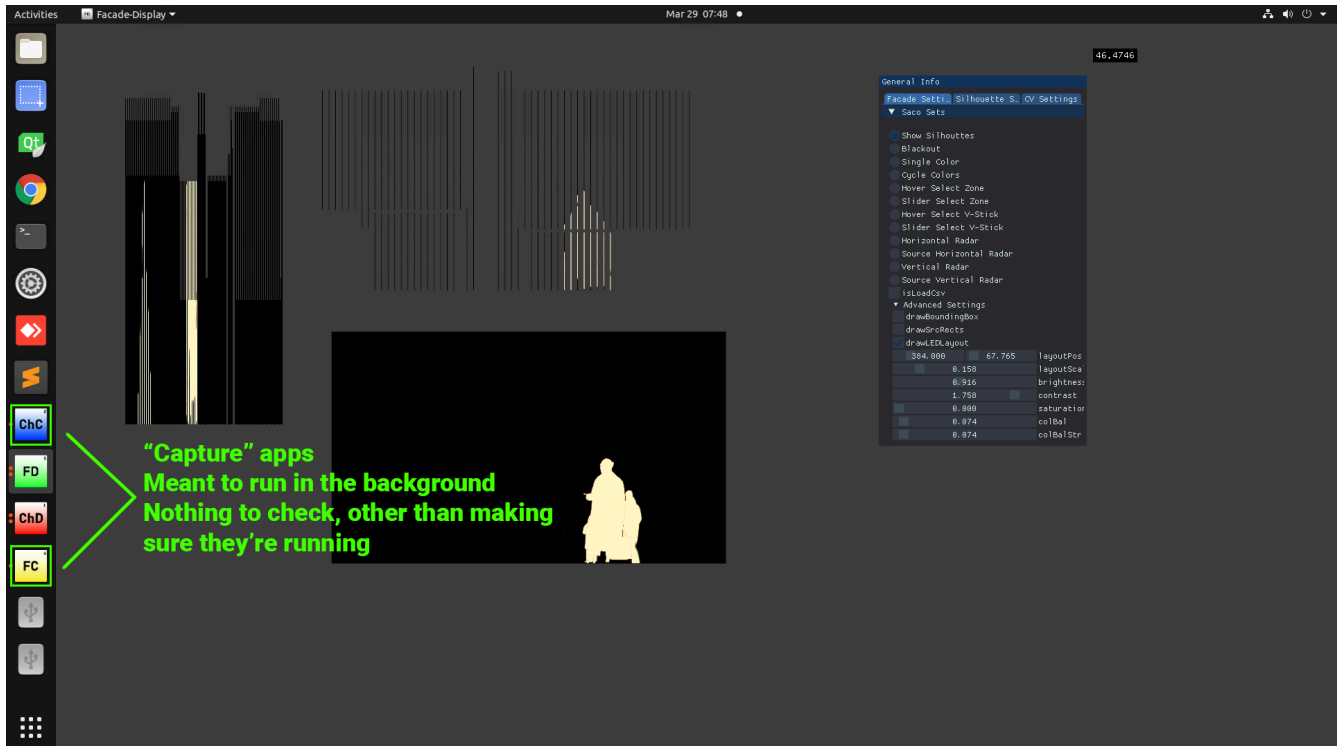 Activities
Facade-Display
Mar 29 07:48
46.4746
General Info
Facade Setti… Silhouette S… CV Settings
Saco Sets
Show Silhouttes
Blackout
Single Color
Cycle Colors
Hover Select Zone
Slider Select Zone
Hover Select V-Stick
Slider Select V-Stick
Horizontal Radar
Source Horizontal Radar
Vertical Radar
Source Vertical Radar
isLoadCsv
Advanced Settings
drawBoundingBox
drawSrcRects
drawLEDLayout
384.000 67.765 layoutPos
0.158 layoutSca
0.916 brightnes
1.758 contrast
0.000 saturation
0.074 colBal
0.074 colBalStr
Qt
ChC
FD
ChD
FC
“Capture” apps
Meant to run in the background
Nothing to check, other than making
sure they’re running